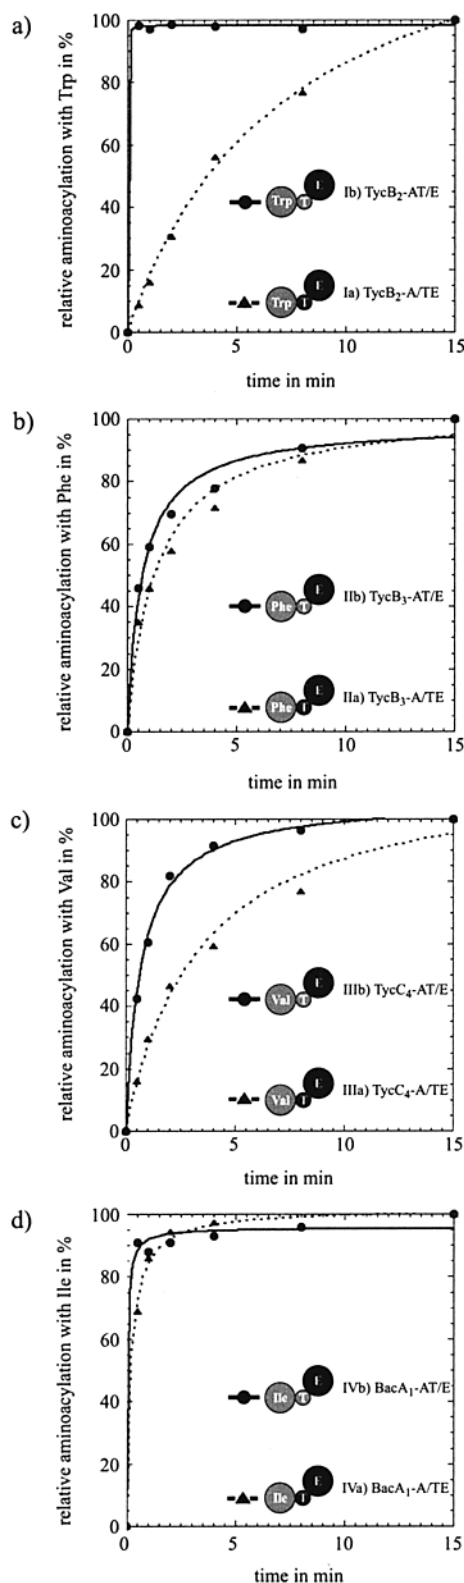 a)
relative aminoacylation with Trp in %
100
80
60
40
20
0
Trp T E Ib) TycB2-AT/E
Trp T E Ia) TycB2-A/TE
0 5 10 15
time in min
b)
relative aminoacylation with Phe in %
100
80
60
40
20
0
Phe T E IIb) TycB3-AT/E
Phe T E IIa) TycB3-A/TE
0 5 10 15
time in min
c)
relative aminoacylation with Val in %
100
80
60
40
20
0
Val T E IIIb) TycC4-AT/E
Val T E IIIa) TycC4-A/TE
0 5 10 15
time in min
d)
relative aminoacylation with Ile in %
100
80
60
40
20
0
Ile T E IVb) BacA1-AT/E
Ile T E IVa) BacA1-A/TE
0 5 10 15
time in min